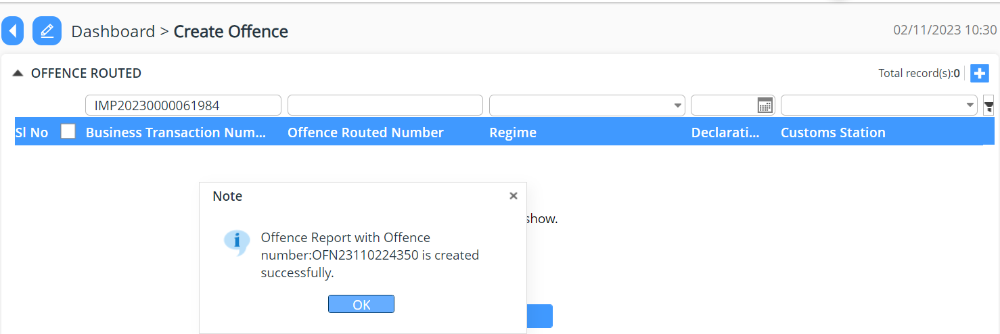 Dashboard > Create Offence
02/11/2023 10:30
OFFENCE ROUTED
Total record(s):0
IMP20230000061984
Sl No Business Transaction Num... Offence Routed Number Regime Declarati... Customs Station
Note
show.
Offence Report with Offence
number:OFN23110224350 is created
successfully.
OK